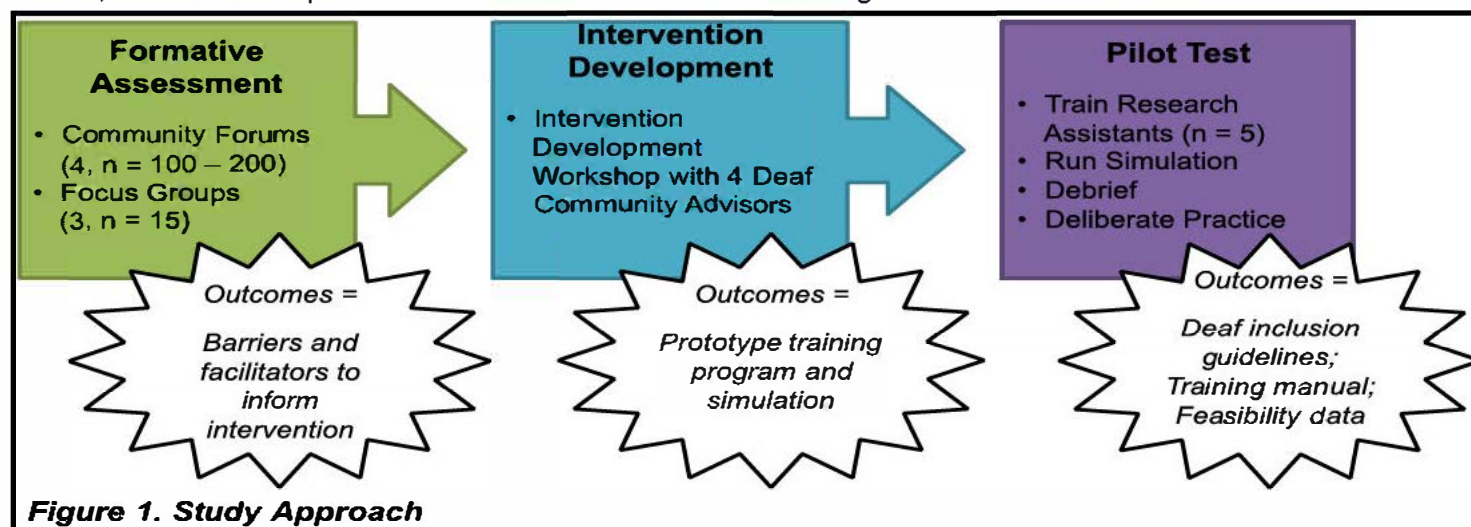 Formative
Assessment
• Community Forums
(4, n = 100 – 200)
• Focus Groups
(3, n = 15)
Outcomes =
Barriers and
facilitators to
inform
intervention
Intervention
Development
• Intervention
Development
Workshop with 4 Deaf
Community Advisors
Outcomes =
Prototype training
program and
simulation
Pilot Test
• Train Research
Assistants (n = 5)
• Run Simulation
• Debrief
• Deliberate Practice
Outcomes =
Deaf inclusion
guidelines;
Training manual;
Feasibility data
Figure 1. Study Approach